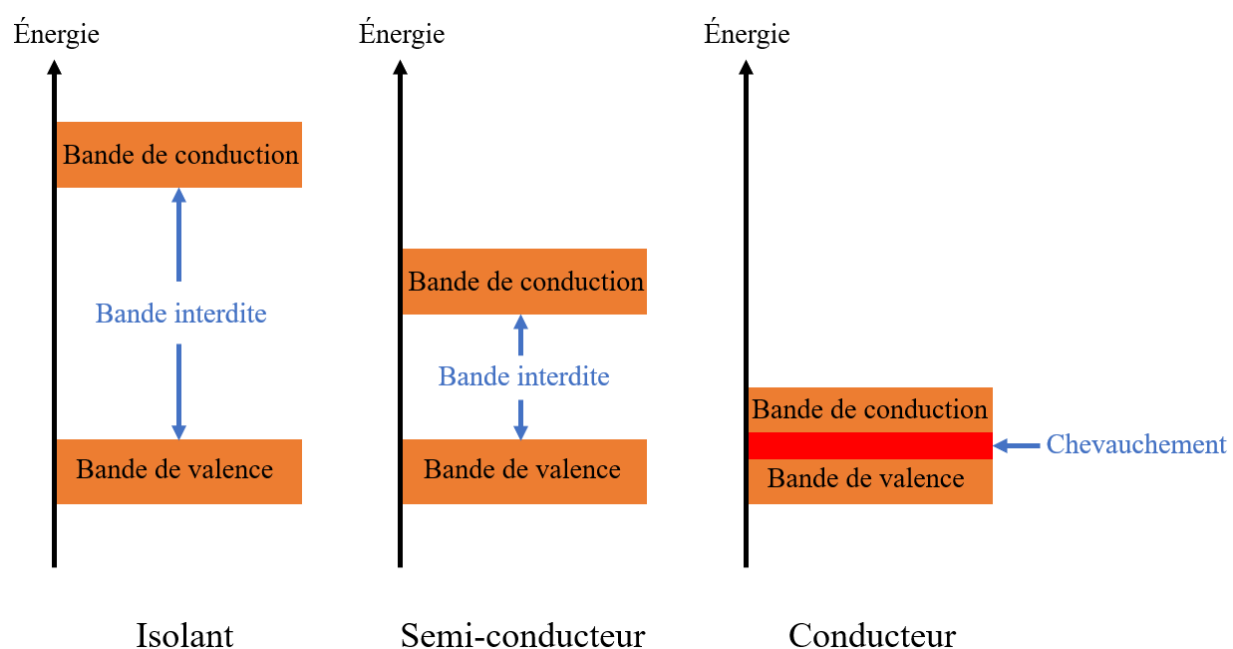 Énergie
Bande de conduction
Bande interdite
Bande de valence
Isolant
Énergie
Bande de conduction
Bande interdite
Bande de valence
Semi-conducteur
Énergie
Bande de conduction
Chevauchement
Bande de valence
Conducteur